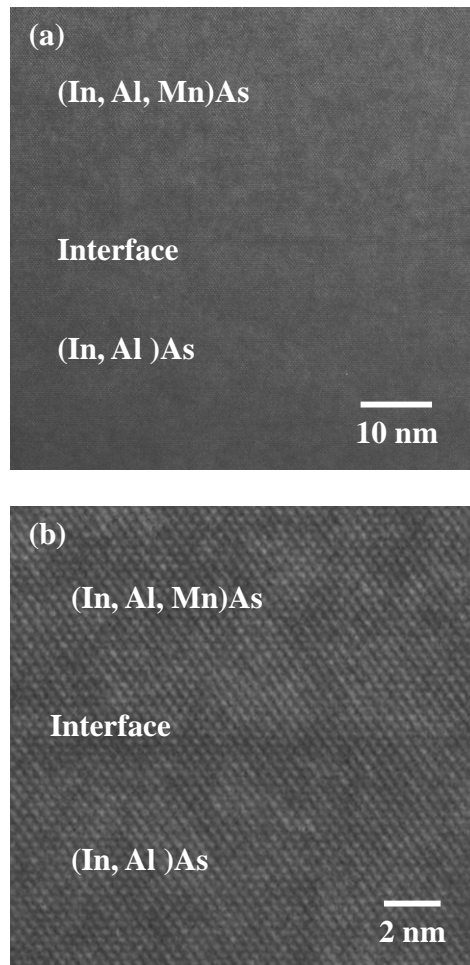 (a)
(In, Al, Mn)As
Interface
(In, Al )As
10 nm
(b)
(In, Al, Mn)As
Interface
(In, Al )As
2 nm